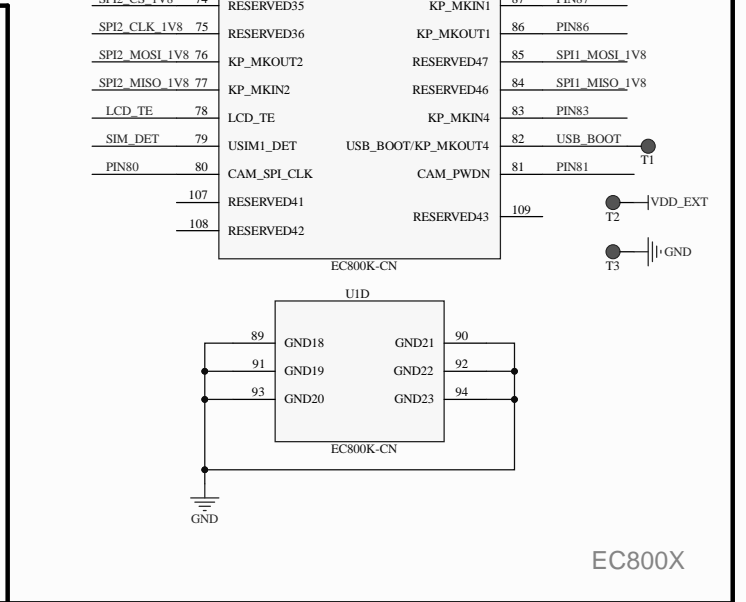 SPI2_CS_1V8 74 RESERVED35 KP_MKIN1 87 PIN87
SPI2_CLK_1V8 75 RESERVED36 KP_MKOUT1 86 PIN86
SPI2_MOSI_1V8 76 KP_MKOUT2 RESERVED47 85 SPI1_MOSI_1V8
SPI2_MISO_1V8 77 KP_MKIN2 RESERVED46 84 SPI1_MISO_1V8
LCD_TE 78 LCD_TE KP_MKIN4 83 PIN83
SIM_DET 79 USIM1_DET USB_BOOT/KP_MKOUT4 82 USB_BOOT
T1
PIN80 80 CAM_SPI_CLK CAM_PWDN 81 PIN81
107 RESERVED41 VDD_EXT
T2
108 RESERVED42 RESERVED43 109
GND
T3
EC800K-CN
U1D
89 GND18 GND21 90
91 GND19 GND22 92
93 GND20 GND23 94
EC800K-CN
GND
EC800X